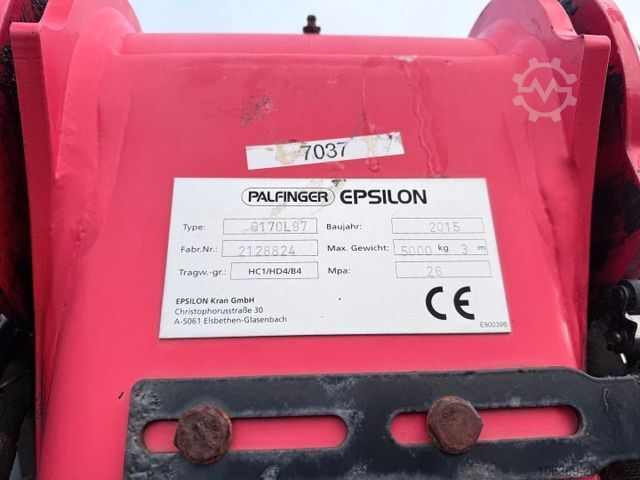 7037
PALFINGER EPSILON
Type: Q170L97 Baujahr: 2015
Fabr.Nr.: 2128824 Max. Gewicht: 5000 kg 3 m
Tragw.-gr.: HC1/HD4/B4 Mpa: 26
EPSILON Kran GmbH
Christophorusstraße 30
A-5061 Elsbethen-Glasenbach
CE
E90039B